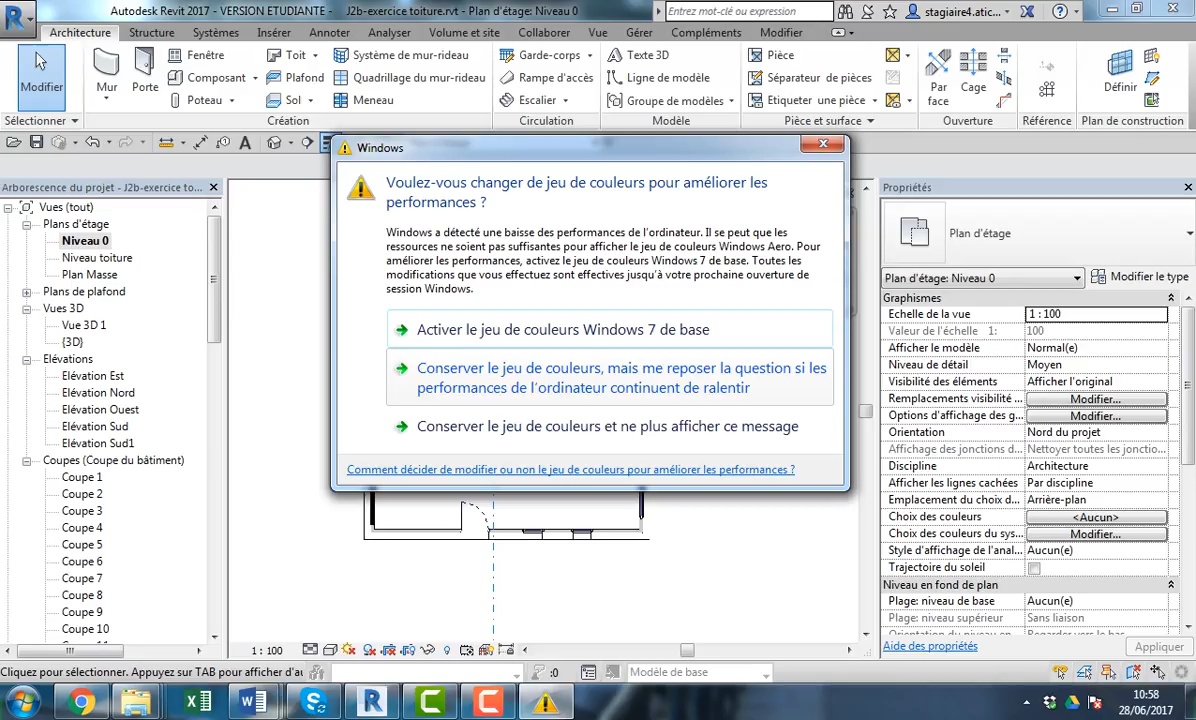 Autodesk Revit 2017 - VERSION ETUDIANTE - J2b-exercice toiture.rvt - Plan d'étage: Niveau 0
Entrez mot-clé ou expression
stagiaire4.atic...
Architecture Structure Systèmes Insérer Annoter Analyser Volume et site Collaborer Vue Gérer Compléments Modifier
Modifier
Mur
Porte
Fenêtre
Composant
Poteau
Toit
Plafond
Sol
Système de mur-rideau
Quadrillage du mur-rideau
Meneau
Garde-corps
Rampe d'accès
Escalier
Texte 3D
Ligne de modèle
Groupe de modèles
Pièce
Séparateur de pièces
Etiqueter une pièce
Par
face
Cage
Définir
Sélectionner
Création
Circulation
Modèle
Pièce et surface
Ouverture
Référence
Plan de construction
Arborescence du projet - J2b-exercice to...
Vues (tout)
Plans d'étage
Niveau 0
Niveau toiture
Plan Masse
Plans de plafond
Vues 3D
Vue 3D 1
{3D}
Elévations
Elévation Est
Elévation Nord
Elévation Ouest
Elévation Sud
Elévation Sud1
Coupes (Coupe du bâtiment)
Coupe 1
Coupe 2
Coupe 3
Coupe 4
Coupe 5
Coupe 6
Coupe 7
Coupe 8
Coupe 9
Coupe 10
Windows
Voulez-vous changer de jeu de couleurs pour améliorer les
performances ?
Windows a détecté une baisse des performances de l'ordinateur. Il se peut que les
ressources ne soient pas suffisantes pour afficher le jeu de couleurs Windows Aero. Pour
améliorer les performances, activez le jeu de couleurs Windows 7 de base. Toutes les
modifications que vous effectuez sont effectives jusqu'à votre prochaine ouverture de
session Windows.
Activer le jeu de couleurs Windows 7 de base
Conserver le jeu de couleurs, mais me reposer la question si les
performances de l'ordinateur continuent de ralentir
Conserver le jeu de couleurs et ne plus afficher ce message
Comment décider de modifier ou non le jeu de couleurs pour améliorer les performances ?
Propriétés
Plan d'étage
Plan d'étage: Niveau 0 Modifier le type
Graphismes
Echelle de la vue 1 : 100
Valeur de l'échelle 1: 100
Afficher le modèle Normal(e)
Niveau de détail Moyen
Visibilité des éléments Afficher l'original
Remplacements visibilité ... Modifier...
Options d'affichage des g... Modifier...
Orientation Nord du projet
Affichage des jonctions d... Nettoyer toutes les jonctio...
Discipline Architecture
Afficher les lignes cachées Par discipline
Emplacement du choix d... Arrière-plan
Choix des couleurs <Aucun>
Choix des couleurs du sys... Modifier...
Style d'affichage de l'anal... Aucun(e)
Trajectoire du soleil
Niveau en fond de plan
Plage: niveau de base Aucun(e)
Plage: niveau supérieur Sans liaison
Aide des propriétés
Appliquer
1 : 100
Cliquez pour sélectionner. Appuyez sur TAB pour afficher d'au
:0
Modèle de base
10:58
28/06/2017